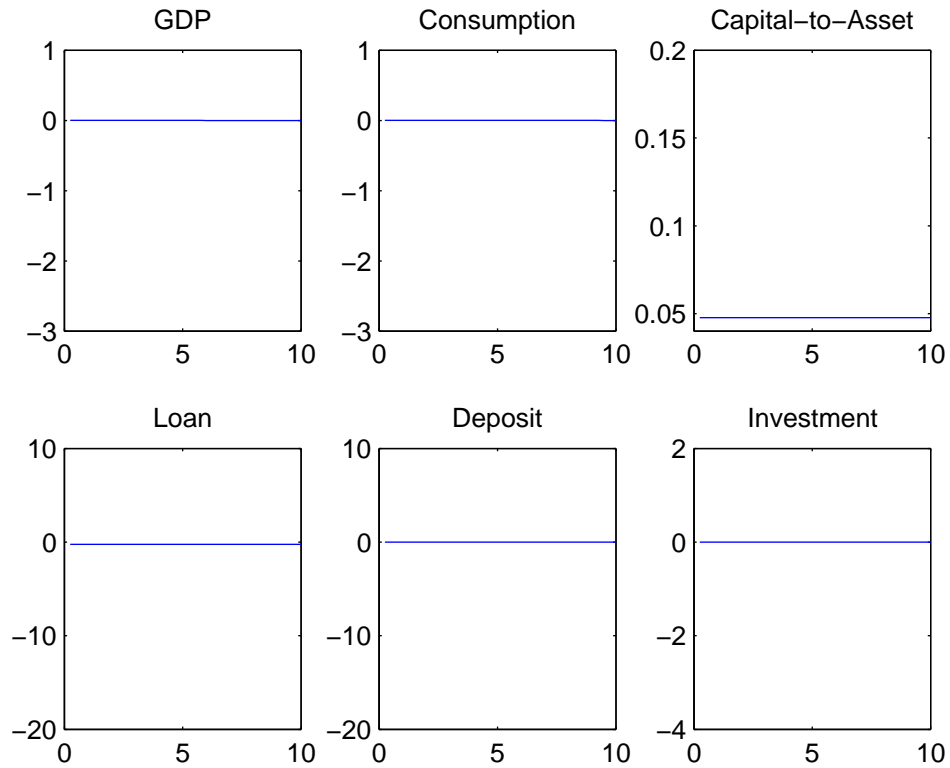 GDP Consumption Capital−to−Asset
1 1 0.2
0 0 0.15
−1 −1 0.1
−2 −2 0.05
−3 −3
0 5 10 0 5 10 0 5 10
Loan Deposit Investment
10 10 2
0 0 0
−10 −10 −2
−20 −20 −4
0 5 10 0 5 10 0 5 10